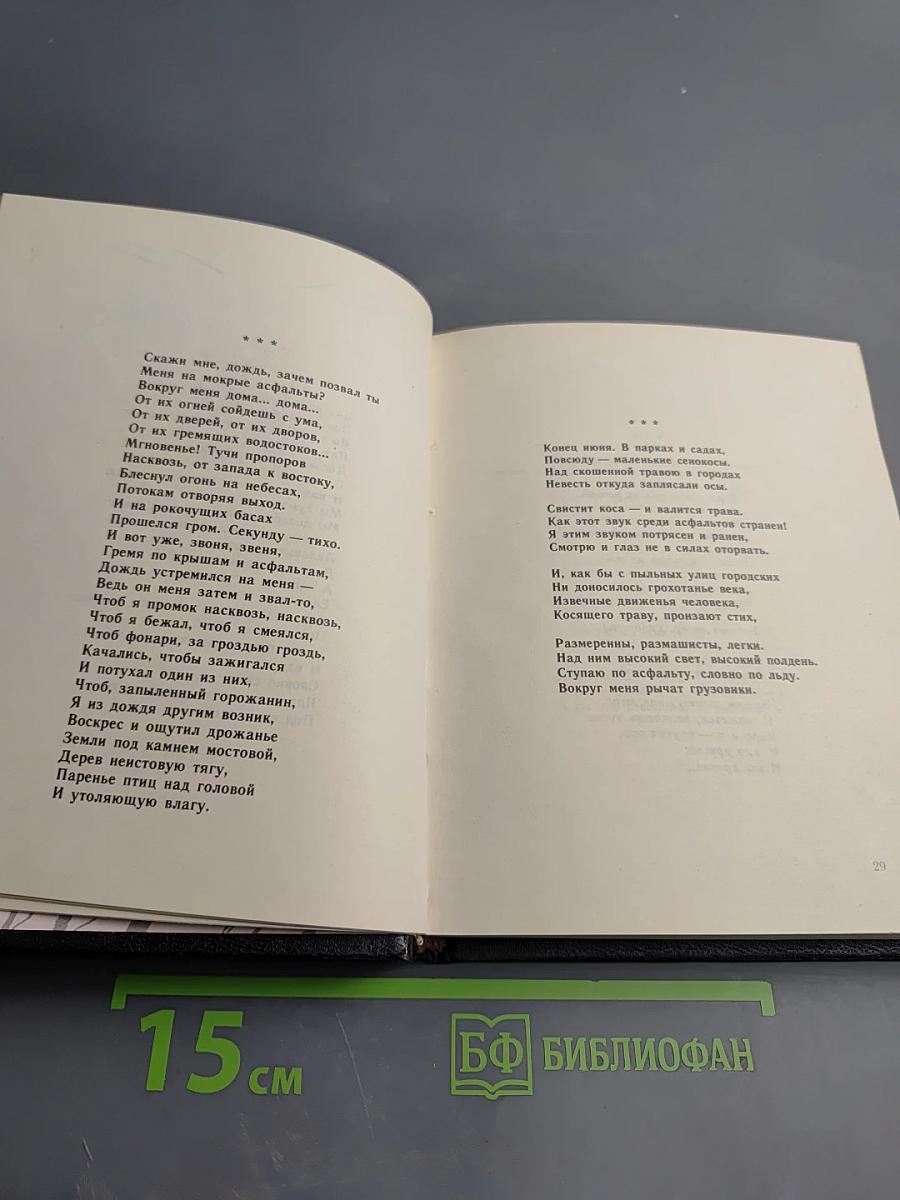 * * *
Скажи мне, дождь, зачем позвал ты
Меня на мокрые асфальты?
Вокруг меня дома... дома...
От их огней сойдешь с ума,
От их дверей, от их дворов,
От их гремящих водостоков...
Мгновенье! Тучи пропоров
Насквозь, от запада к востоку,
Блеснул огонь на небесах,
Потокам отворяя выход.
И на рокочущих басах
Прошелся гром. Секунду — тихо.
И вот уже, звоня, звеня,
Гремя по крышам и асфальтам,
Дождь устремился на меня —
Ведь он меня затем и звал-то,
Чтоб я промок насквозь, насквозь,
Чтоб я бежал, чтоб я смеялся,
Чтоб фонари, за гроздью гроздь,
Качались, чтобы зажигался
И потухал один из них,
Чтоб, запыленный горожанин,
Я из дождя другим возник,
Воскрес и ощутил дрожанье
Земли под камнем мостовой,
Дерев неистовую тягу,
Паренье птиц над головой
И утоляющую влагу.
* * *
Конец июня. В парках и садах,
Повсюду — маленькие сенокосы.
Над скошенной травою в городах
Невесть откуда заплясали осы.
Свистит коса — и валится трава.
Как этот звук среди асфальтов странен!
Я этим звуком потрясен и ранен,
Смотрю и глаз не в силах оторвать.
И, как бы с пыльных улиц городских
Ни доносилось грохотанье века,
Извечные движенья человека,
Косящего траву, пронзают стих,
Размеренны, размашисты, легки.
Над ним высокий свет, высокий полдень.
Ступаю по асфальту, словно по льду.
Вокруг меня рычат грузовики.
29
15 см
БФ БИБЛИОФАН